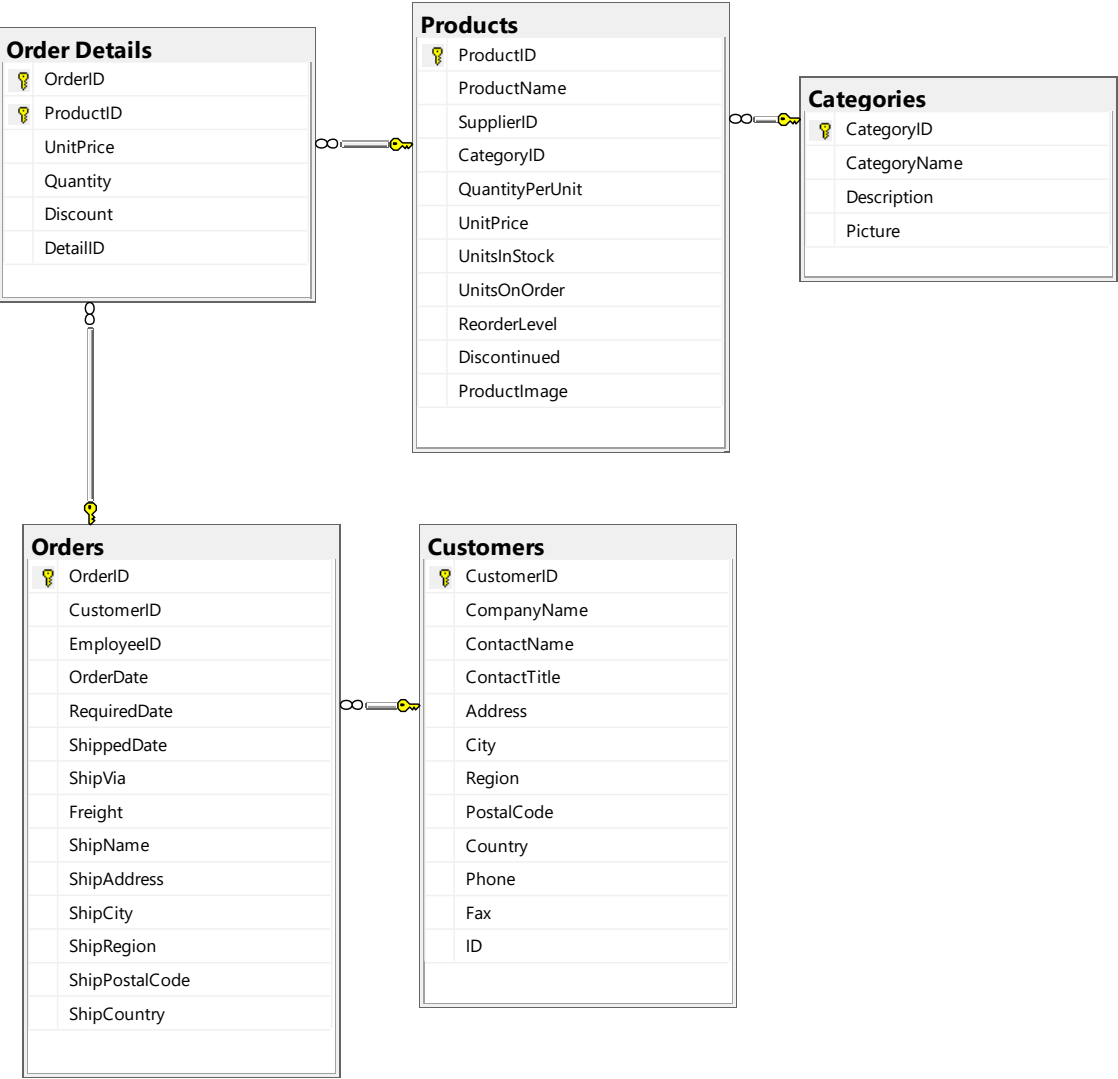 Order Details
OrderID
ProductID
UnitPrice
Quantity
Discount
DetailID
Products
ProductID
ProductName
SupplierID
CategoryID
QuantityPerUnit
UnitPrice
UnitsInStock
UnitsOnOrder
ReorderLevel
Discontinued
ProductImage
Categories
CategoryID
CategoryName
Description
Picture
Orders
OrderID
CustomerID
EmployeeID
OrderDate
RequiredDate
ShippedDate
ShipVia
Freight
ShipName
ShipAddress
ShipCity
ShipRegion
ShipPostalCode
ShipCountry
Customers
CustomerID
CompanyName
ContactName
ContactTitle
Address
City
Region
PostalCode
Country
Phone
Fax
ID